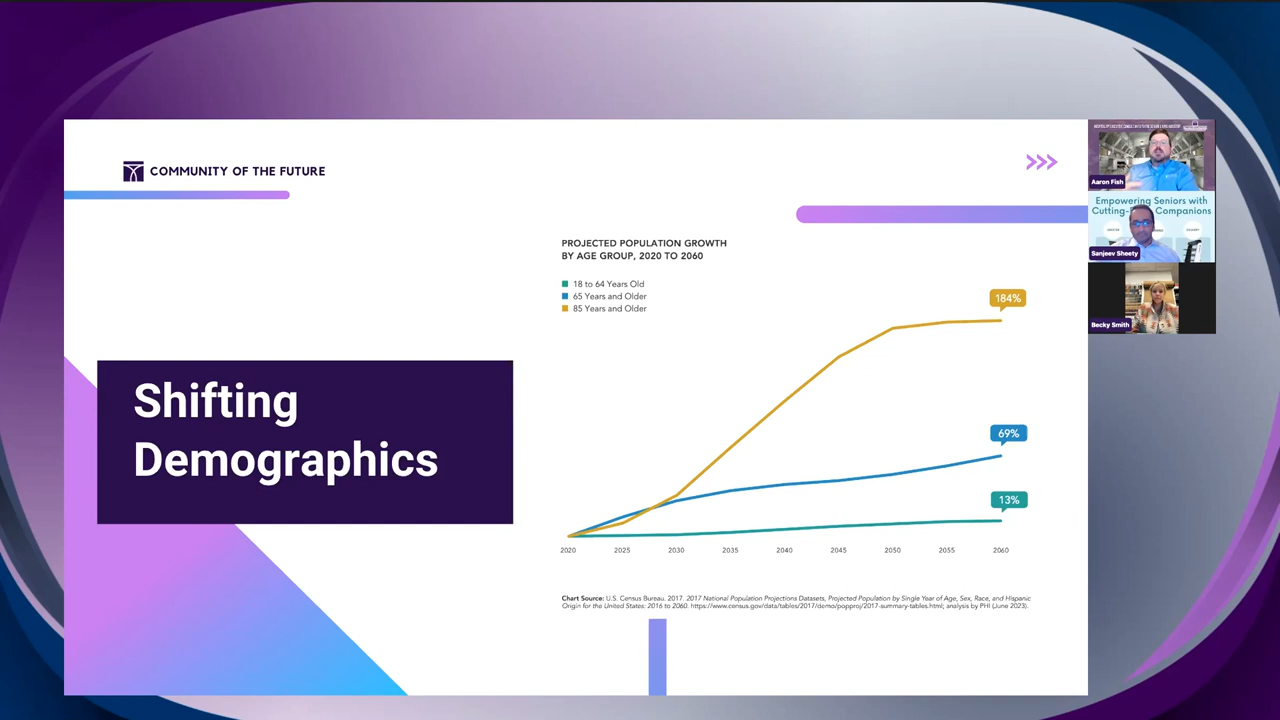 COMMUNITY OF THE FUTURE
Shifting
Demographics
PROJECTED POPULATION GROWTH
BY AGE GROUP, 2020 TO 2060
18 to 64 Years Old
65 Years and Older
85 Years and Older
184%
69%
13%
2020 2025 2030 2035 2040 2045 2050 2055 2060
Chart Source: U.S. Census Bureau. 2017. 2017 National Population Projections Datasets, Projected Population by Single Year of Age, Sex, Race, and Hispanic
Origin for the United States: 2016 to 2060. https://www.census.gov/data/tables/2017/demo/popproj/2017-summary-tables.html; analysis by PHI (June 2023).
Aaron Fish
Empowering Seniors with
Cutting- Companions
Sanjeev Sheety
Becky Smith